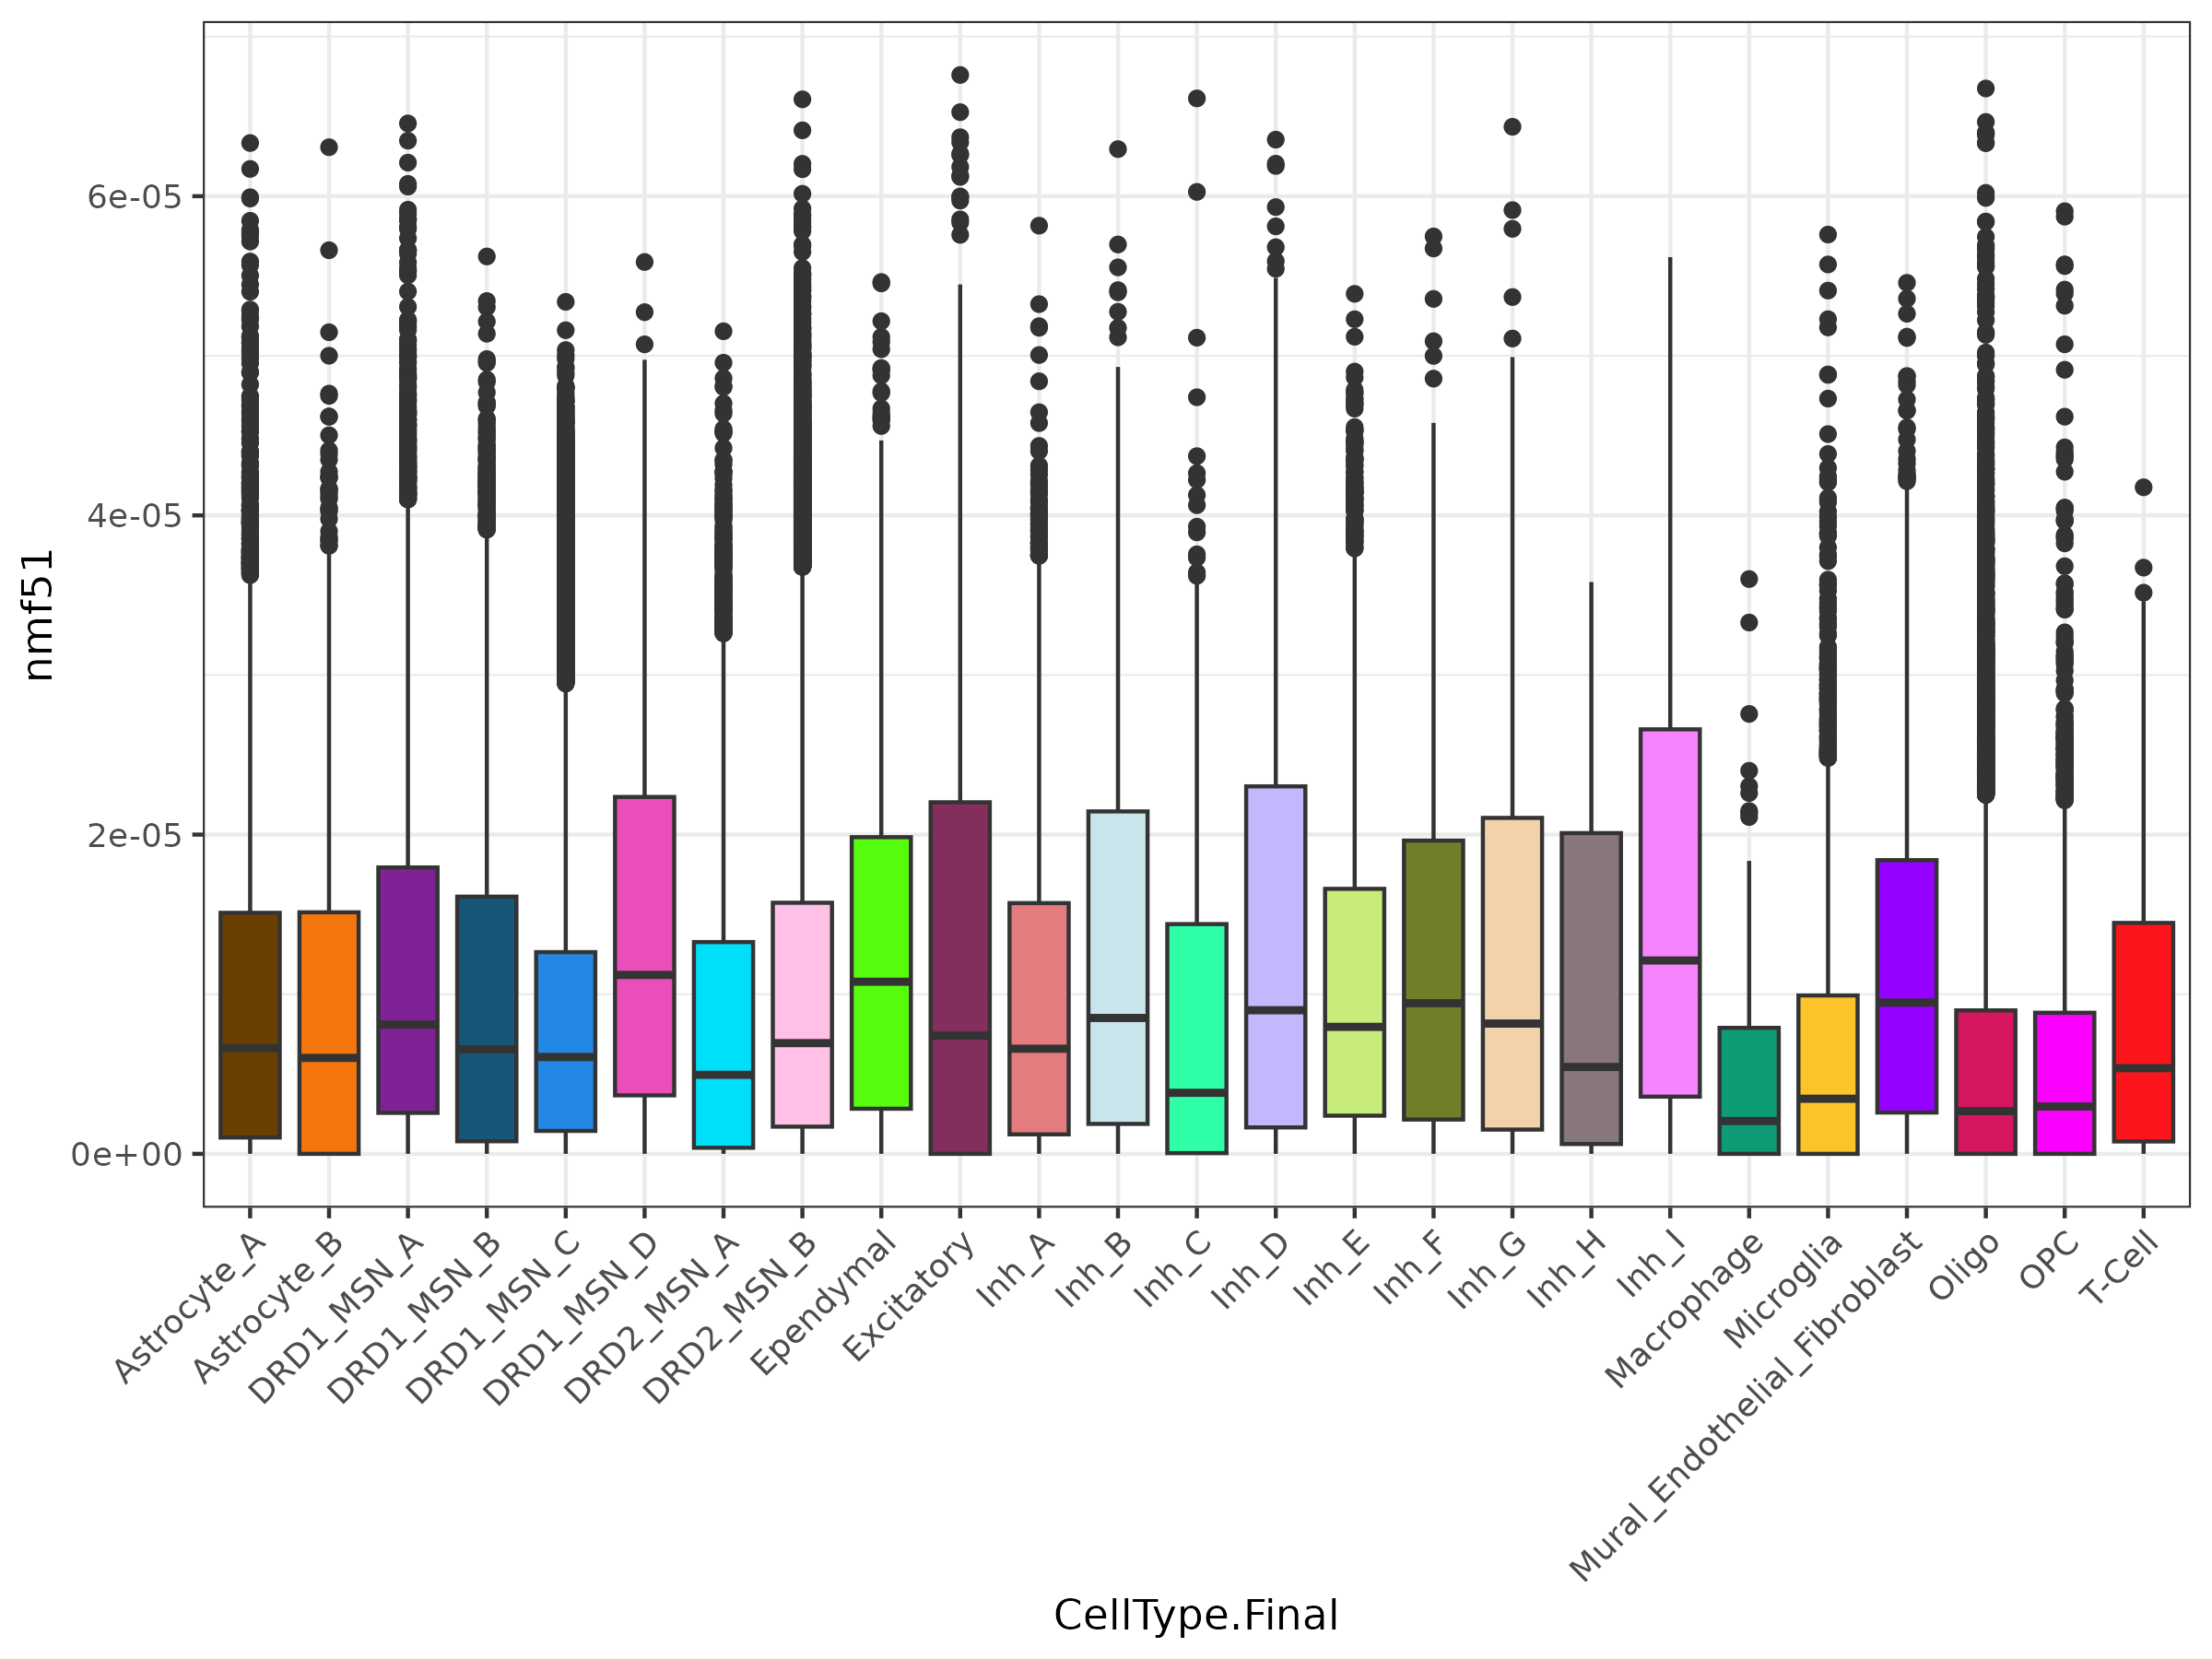 nmf51
6e-05
4e-05
2e-05
0e+00
Astrocyte_A
Astrocyte_B
DRD1_MSN_A
DRD1_MSN_B
DRD1_MSN_C
DRD1_MSN_D
DRD2_MSN_A
DRD2_MSN_B
Ependymal
Excitatory
Inh_A
Inh_B
Inh_C
Inh_D
Inh_E
Inh_F
Inh_G
Inh_H
Inh_I
Macrophage
Microglia
Mural_Endothelial_Fibroblast
Oligo
OPC
T-Cell
CellType.Final